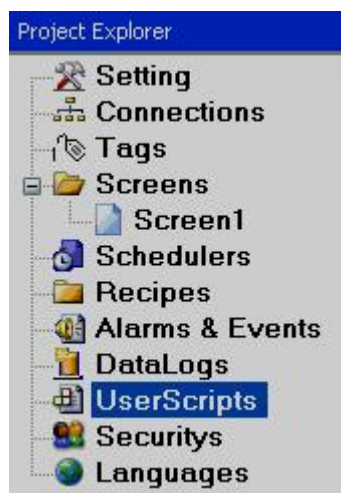 Project Explorer
Setting
Connections
Tags
Screens
Screen1
Schedulers
Recipes
Alarms & Events
DataLogs
UserScripts
Securitys
Languages